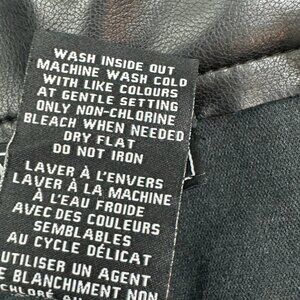 WASH INSIDE OUT
MACHINE WASH COLD
WITH LIKE COLOURS
AT GENTLE SETTING
ONLY NON-CHLORINE
BLEACH WHEN NEEDED
DRY FLAT
DO NOT IRON
LAVER À L'ENVERS
LAVER À LA MACHINE
À L'EAU FROIDE
AVEC DES COULEURS
SEMBLABLES
AU CYCLE DÉLICAT
UTILISER UN AGENT
DE BLANCHIMENT NON
CHLORÉ AU